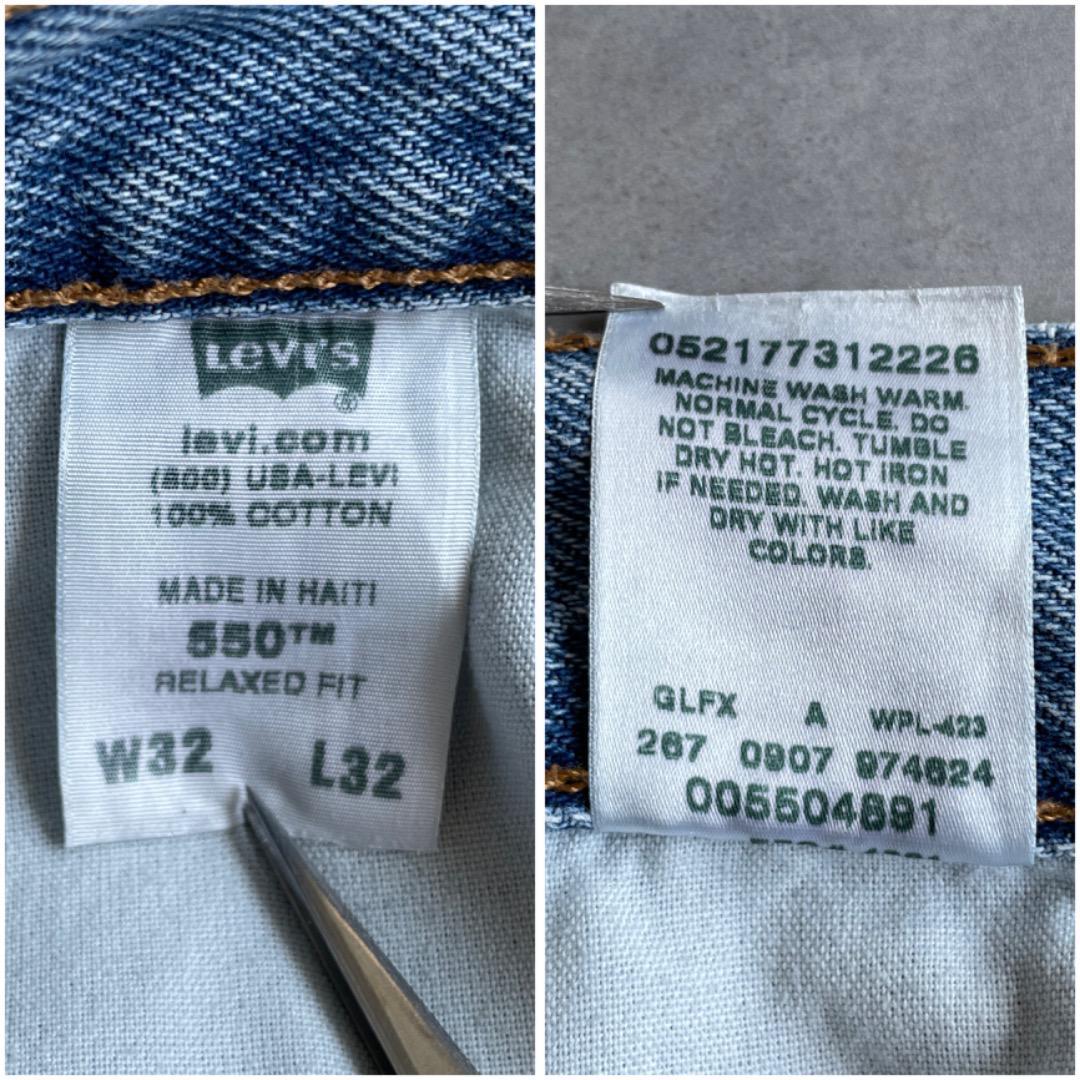 Levi's®
levi.com
(800) USA-LEVI
100% COTTON
MADE IN HAITI
550™
RELAXED FIT
W32 L32
052177312226
MACHINE WASH WARM.
NORMAL CYCLE. DO
NOT BLEACH. TUMBLE
DRY HOT. HOT IRON
IF NEEDED. WASH AND
DRY WITH LIKE
COLORS.
GLFX A WPL-423
267 0907 974624
005504891